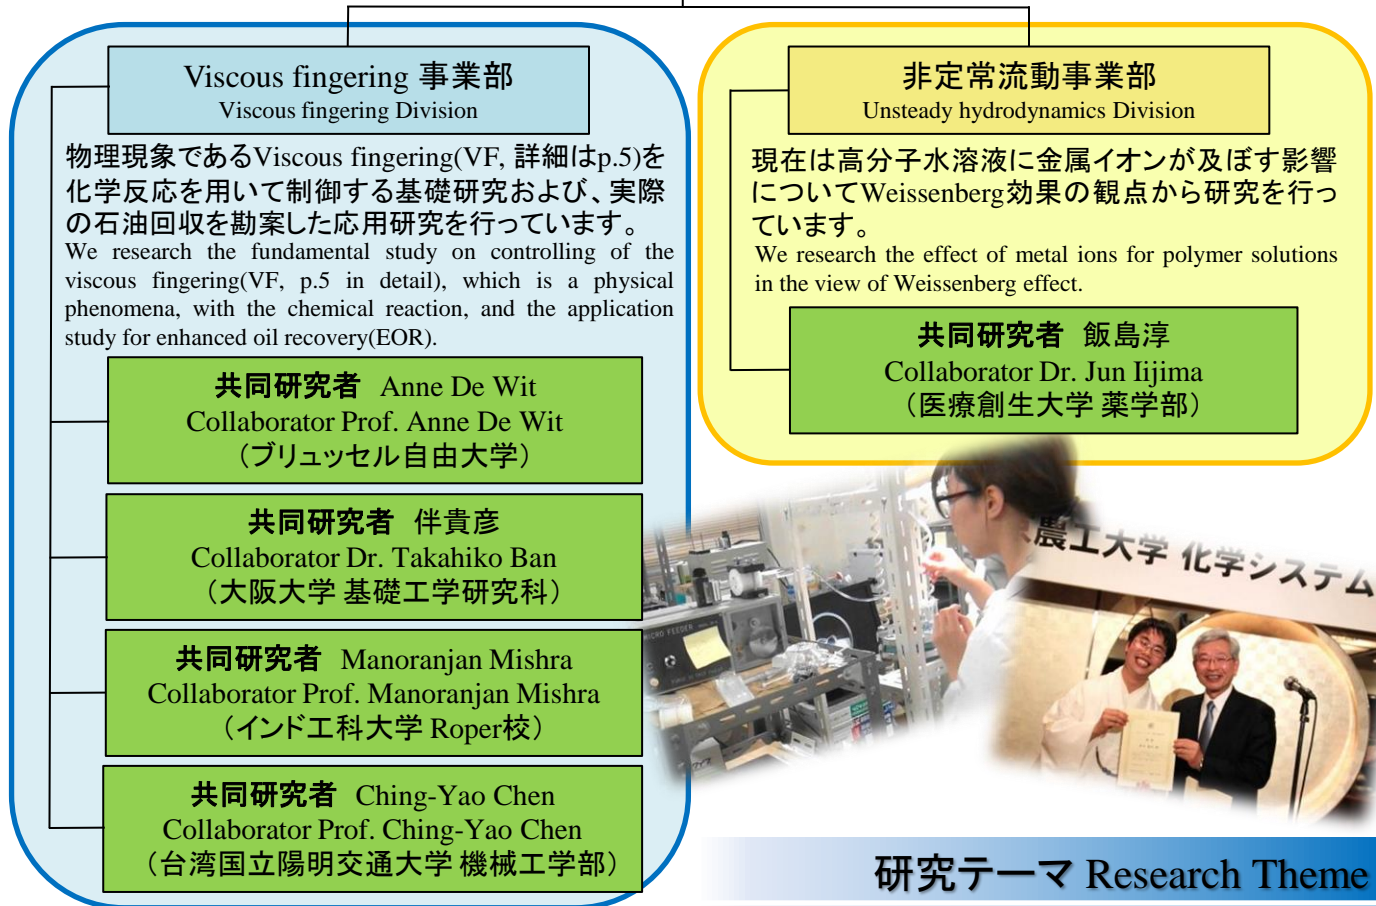 Viscous fingering 事業部
Viscous fingering Division
物理現象であるViscous fingering(VF, 詳細はp.5)を
化学反応を用いて制御する基礎研究および、実際
の石油回収を勘案した応用研究を行っています。
We research the fundamental study on controlling of the
viscous fingering(VF, p.5 in detail), which is a physical
phenomena, with the chemical reaction, and the application
study for enhanced oil recovery(EOR).
共同研究者 Anne De Wit
Collaborator Prof. Anne De Wit
（ブリュッセル自由大学）
共同研究者 伴貴彦
Collaborator Dr. Takahiko Ban
（大阪大学 基礎工学研究科）
共同研究者 Manoranjan Mishra
Collaborator Prof. Manoranjan Mishra
（インド工科大学 Roper校）
共同研究者 Ching-Yao Chen
Collaborator Prof. Ching-Yao Chen
（台湾国立陽明交通大学 機械工学部）
非定常流動事業部
Unsteady hydrodynamics Division
現在は高分子水溶液に金属イオンが及ぼす影響
についてWeissenberg効果の観点から研究を行っ
ています。
We research the effect of metal ions for polymer solutions
in the view of Weissenberg effect.
共同研究者 飯島淳
Collaborator Dr. Jun Iijima
（医療創生大学 薬学部）
MICRO FEEDER
農工大学 化学システム
研究テーマ Research Theme